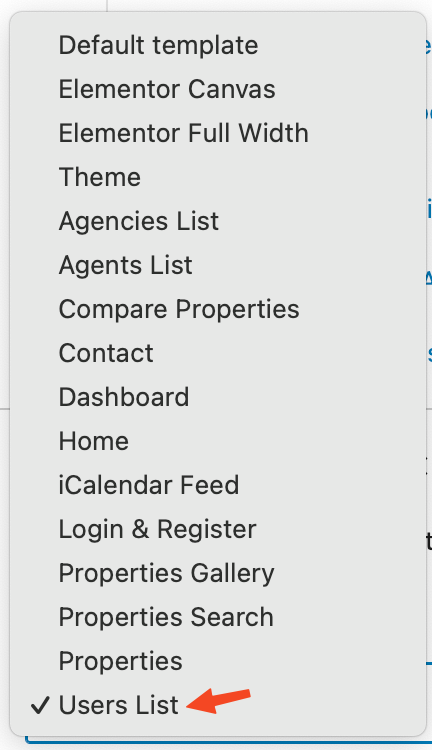 Default template
Elementor Canvas
Elementor Full Width
Theme
Agencies List
Agents List
Compare Properties
Contact
Dashboard
Home
iCalendar Feed
Login & Register
Properties Gallery
Properties Search
Properties
✓ Users List